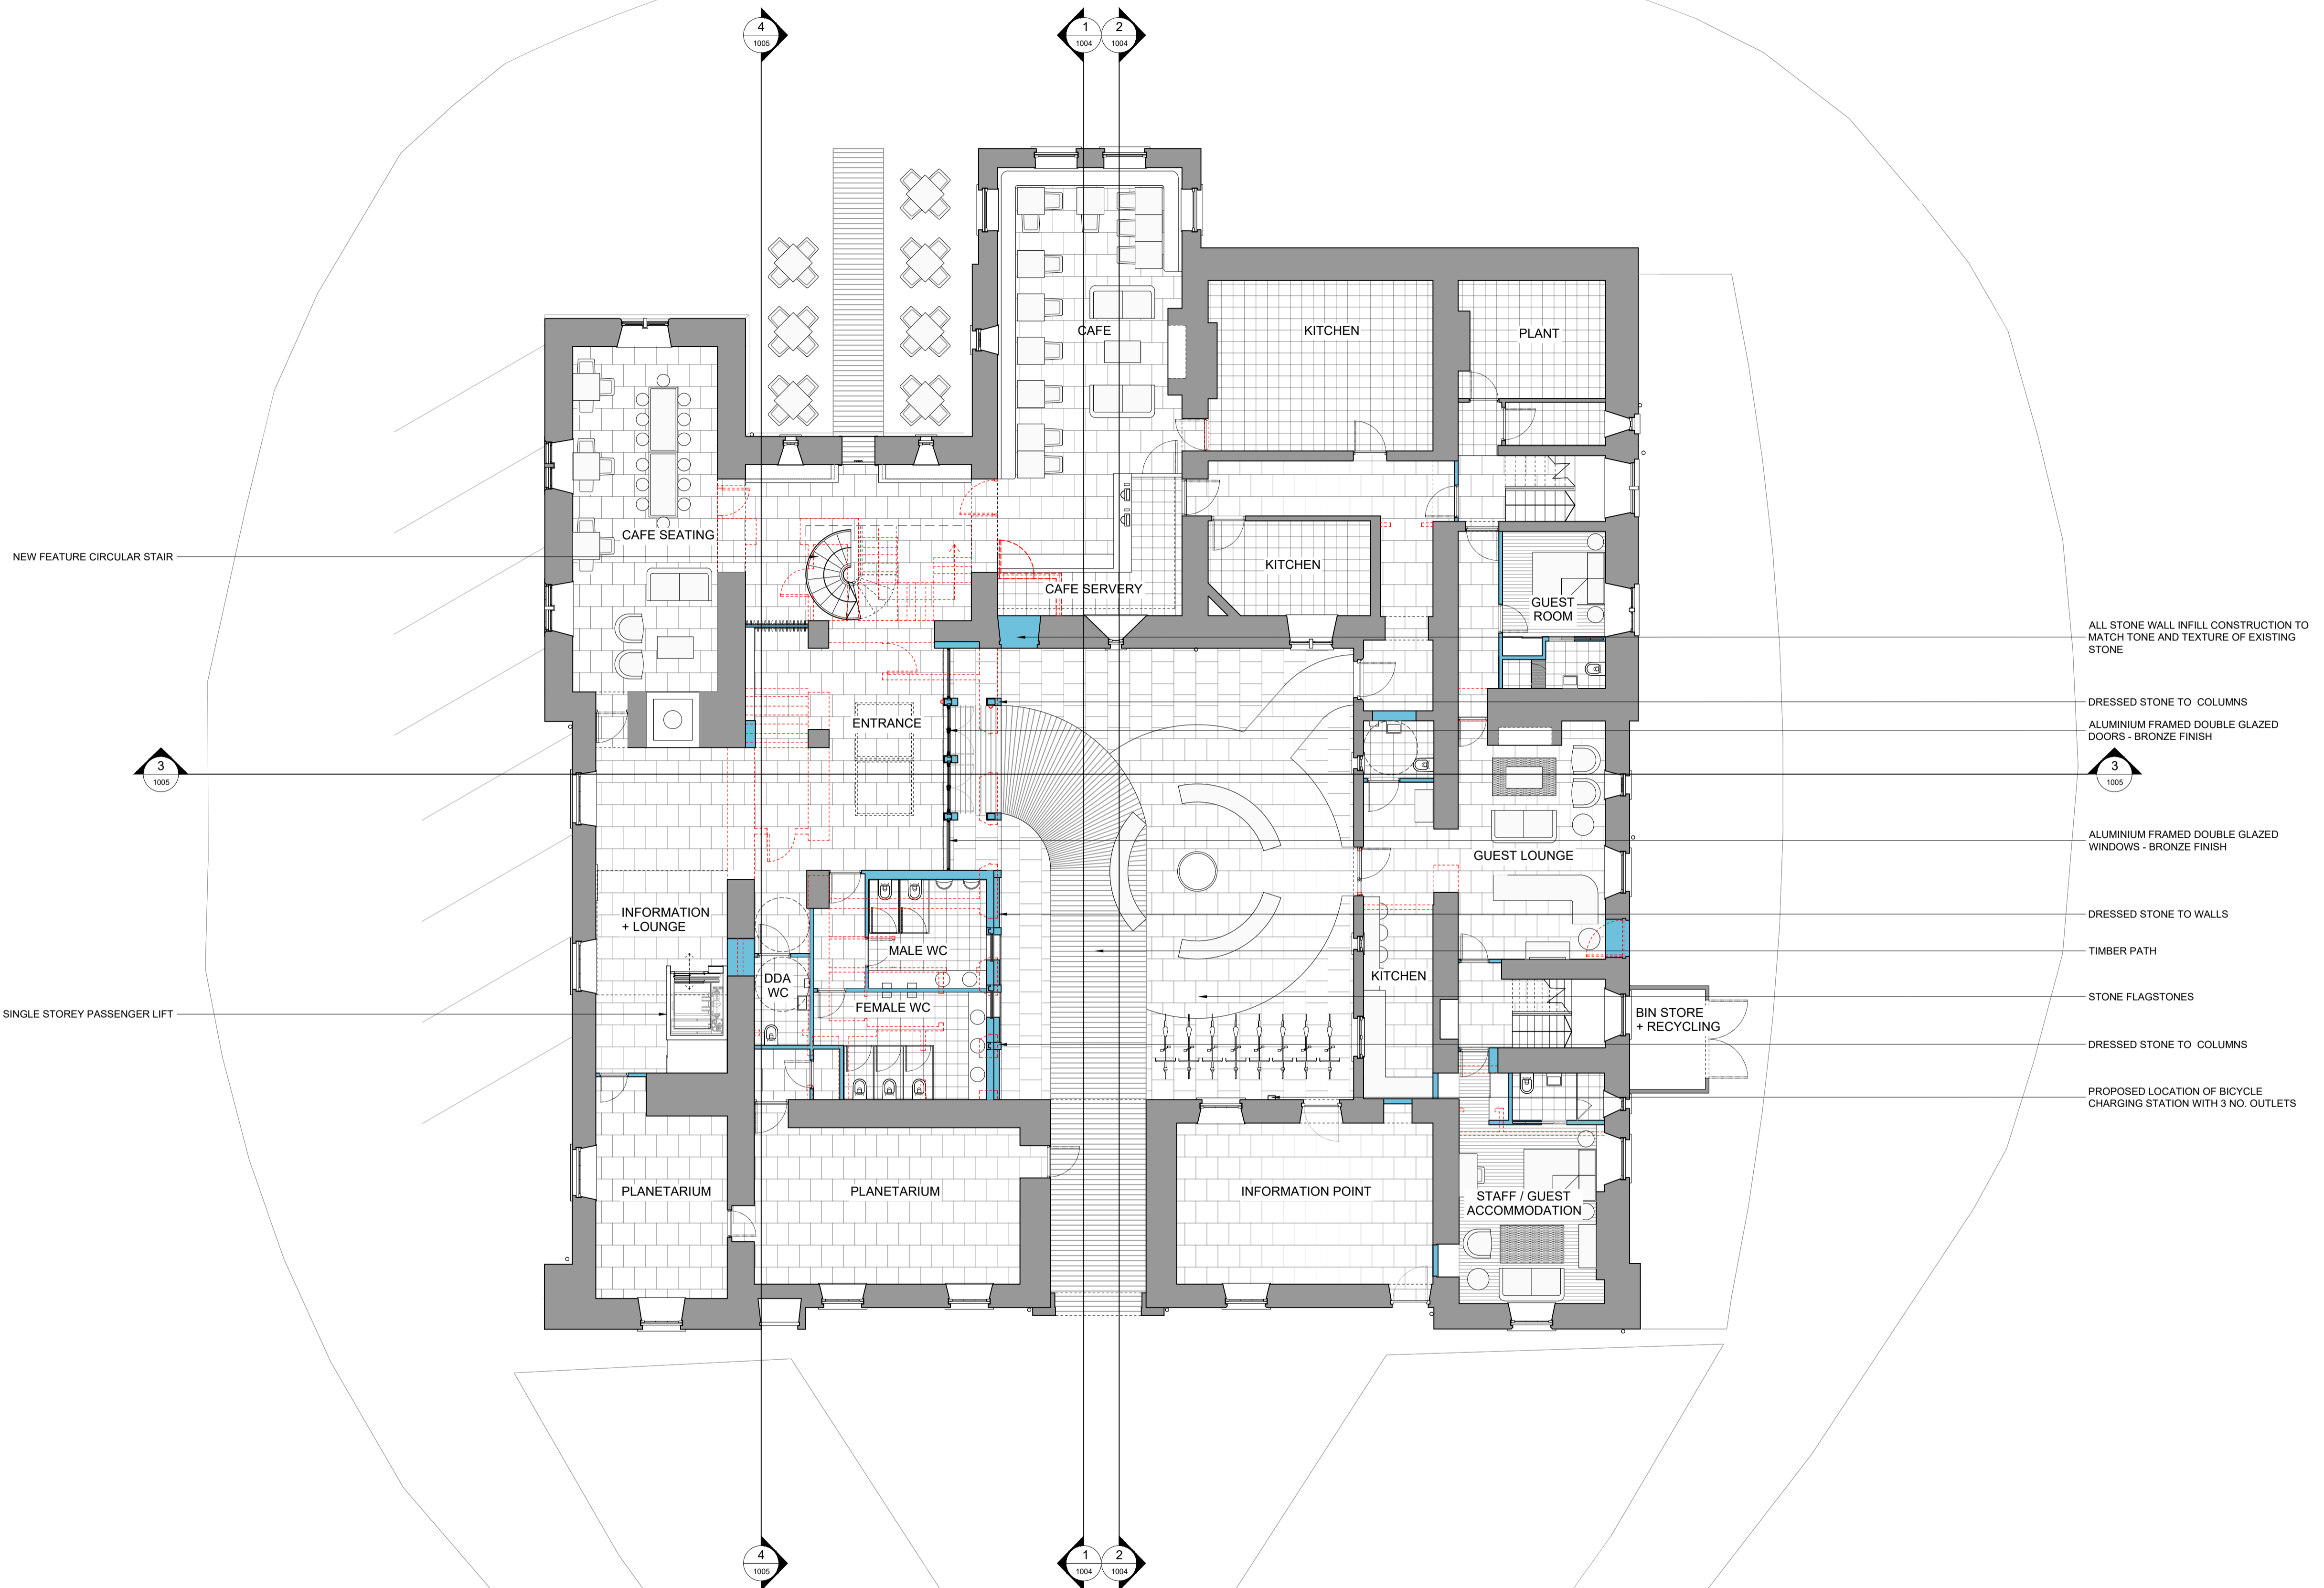 4
1005
1
1004
2
1004
CAFE
KITCHEN
PLANT
CAFE SEATING
NEW FEATURE CIRCULAR STAIR
KITCHEN
CAFE SERVERY
GUEST
ROOM
ALL STONE WALL INFILL CONSTRUCTION TO
MATCH TONE AND TEXTURE OF EXISTING
STONE
DRESSED STONE TO COLUMNS
ENTRANCE
ALUMINIUM FRAMED DOUBLE GLAZED
DOORS - BRONZE FINISH
3
1005
3
1005
ALUMINIUM FRAMED DOUBLE GLAZED
WINDOWS - BRONZE FINISH
GUEST LOUNGE
INFORMATION
+ LOUNGE
DRESSED STONE TO WALLS
MALE WC
TIMBER PATH
DDA
WC
KITCHEN
FEMALE WC
STONE FLAGSTONES
SINGLE STOREY PASSENGER LIFT
BIN STORE
+ RECYCLING
DRESSED STONE TO COLUMNS
PROPOSED LOCATION OF BICYCLE
CHARGING STATION WITH 3 NO. OUTLETS
PLANETARIUM
PLANETARIUM
INFORMATION POINT
STAFF / GUEST
ACCOMMODATION
4
1005
1
1004
2
1004